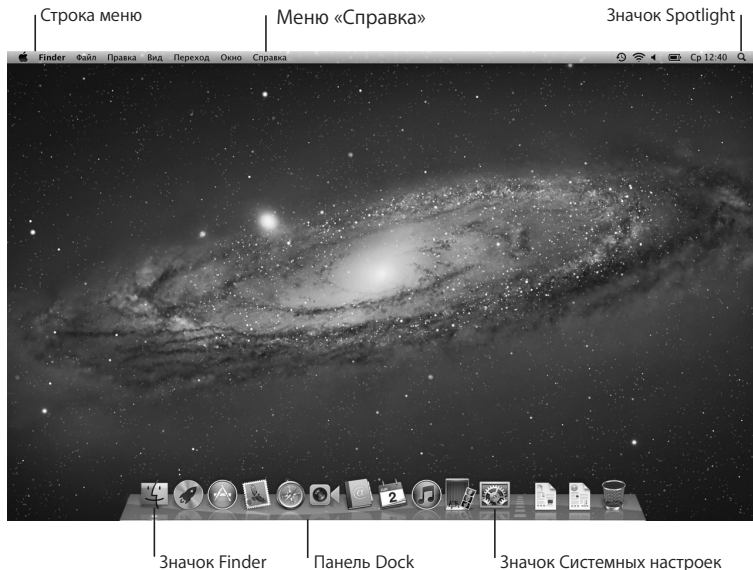 Строка меню
Меню «Справка»
Значок Spotlight
Finder Файл Правка Вид Переход Окно Справка Ср 12:40
2
Значок Finder
Панель Dock
Значок Системных настроек